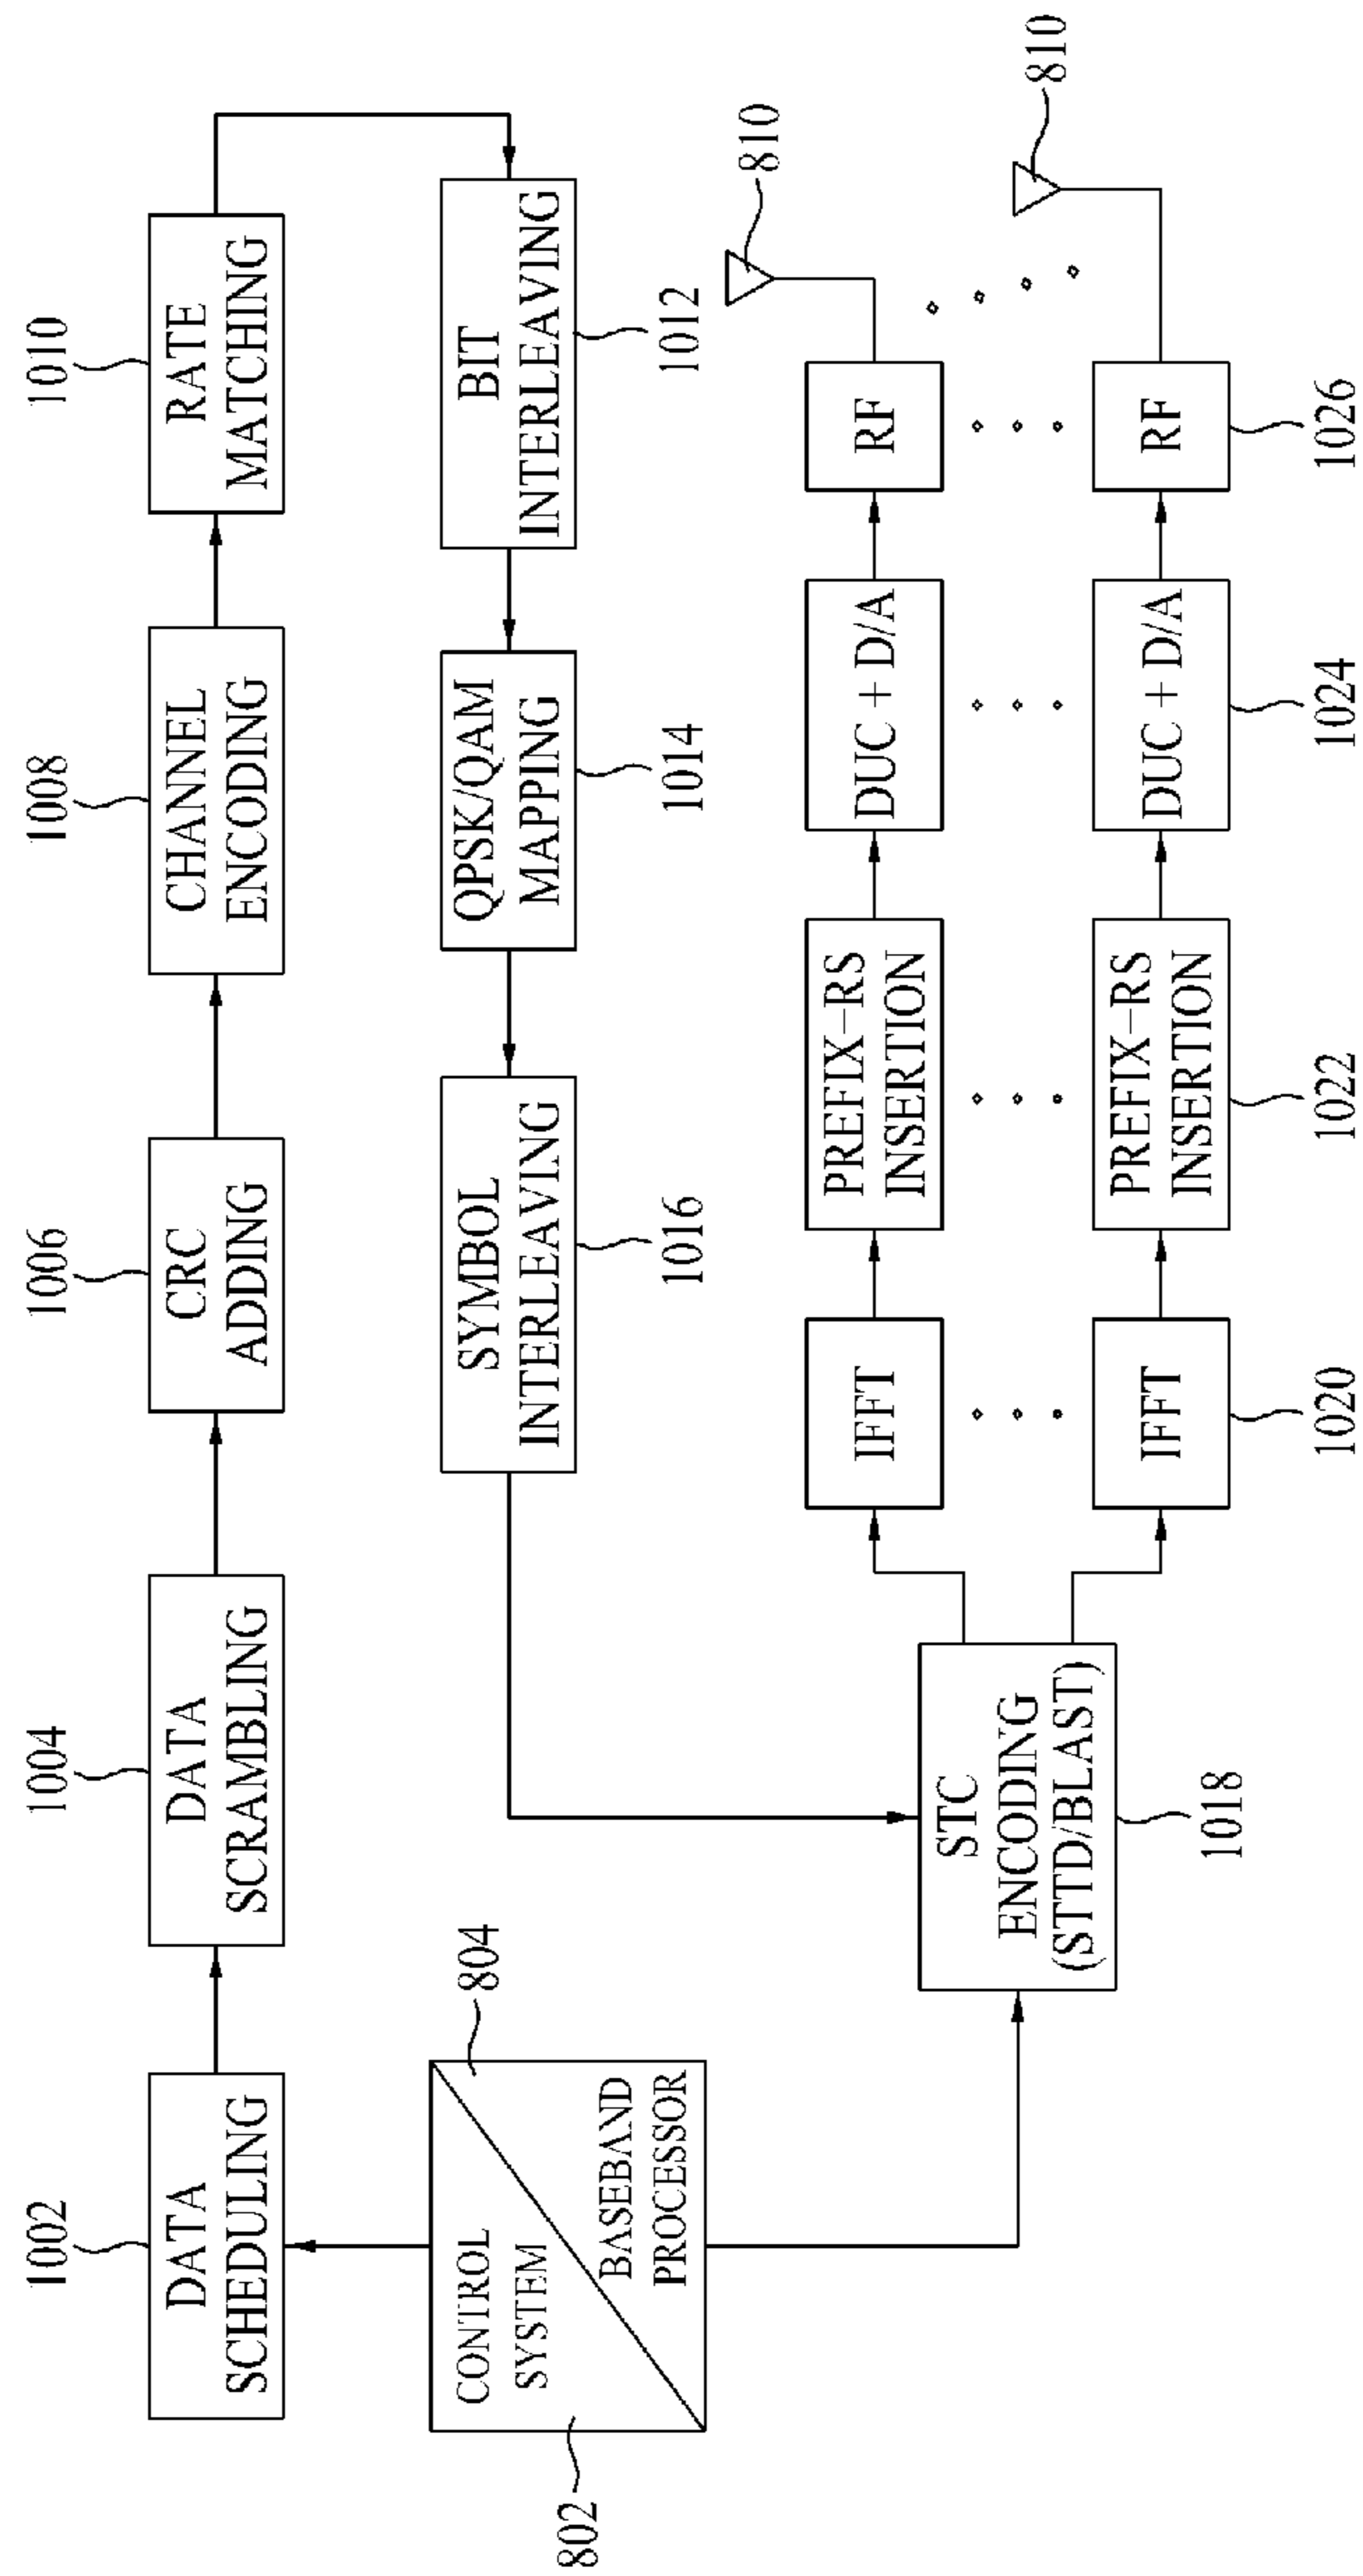 1002
1004
1006
1008
1010
DATA
SCHEDULING
DATA
SCRAMBLING
CRC
ADDING
CHANNEL
ENCODING
RATE
MATCHING
802
CONTROL
SYSTEM
804
BASEBAND
PROCESSOR
SYMBOL
INTERLEAVING
1016
QPSK/QAM
MAPPING
1014
BIT
INTERLEAVING
1012
STC
ENCODING
(STTD/BLAST)
1018
IFFT
PREFIX-RS
INSERTION
DUC + D/A
RF
810
IFFT
PREFIX-RS
INSERTION
DUC + D/A
RF
810
1020
1022
1024
1026